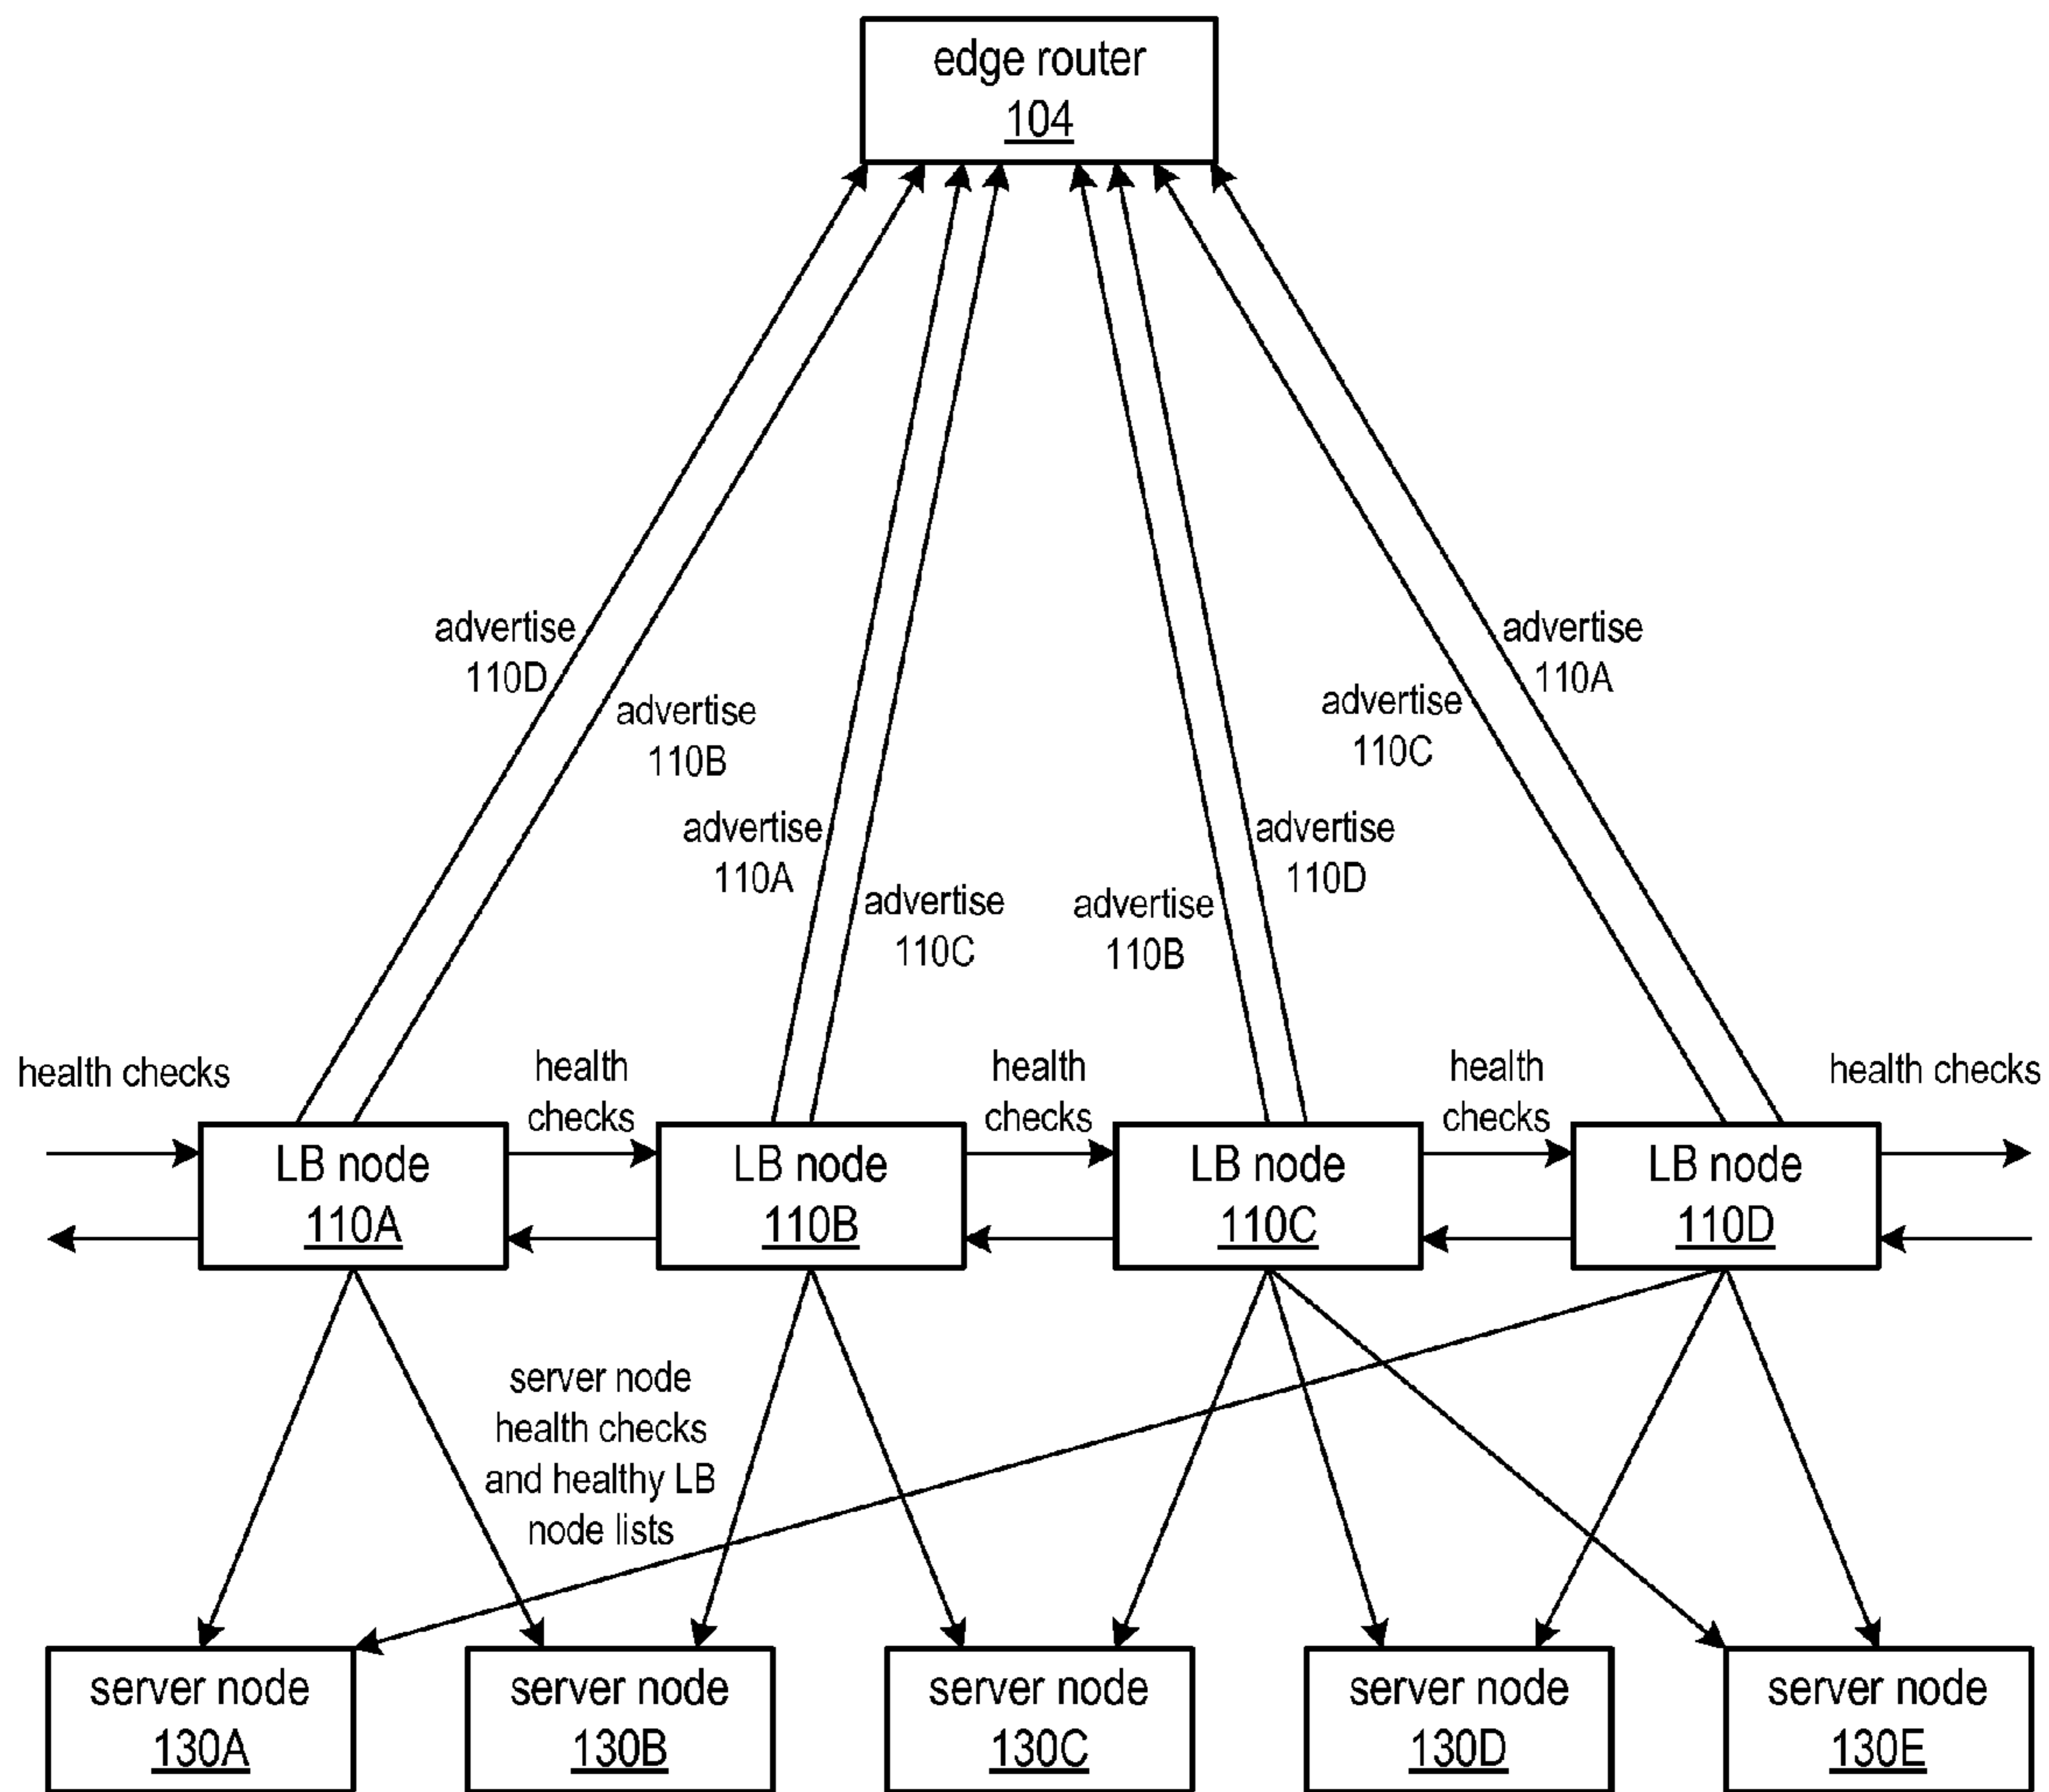 edge router
104
advertise
110D
advertise
110B
advertise
110A
advertise
110C
advertise
110B
advertise
110D
advertise
110C
advertise
110A
health checks
health
checks
health
checks
health
checks
health checks
LB node
110A
LB node
110B
LB node
110C
LB node
110D
server node
health checks
and healthy LB
node lists
server node
130A
server node
130B
server node
130C
server node
130D
server node
130E